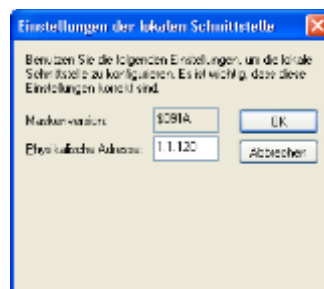 Einstellungen der lokalen Schnittstelle
Benutzen Sie die folgenden Einstellungen, um die lokale
Schnittstelle zu konfigurieren. Es ist wichtig, dass diese
Einstellungen korrekt sind.
Maskenversion: $091A OK
Physikalische Adresse: 1.1.120 Abbrechen